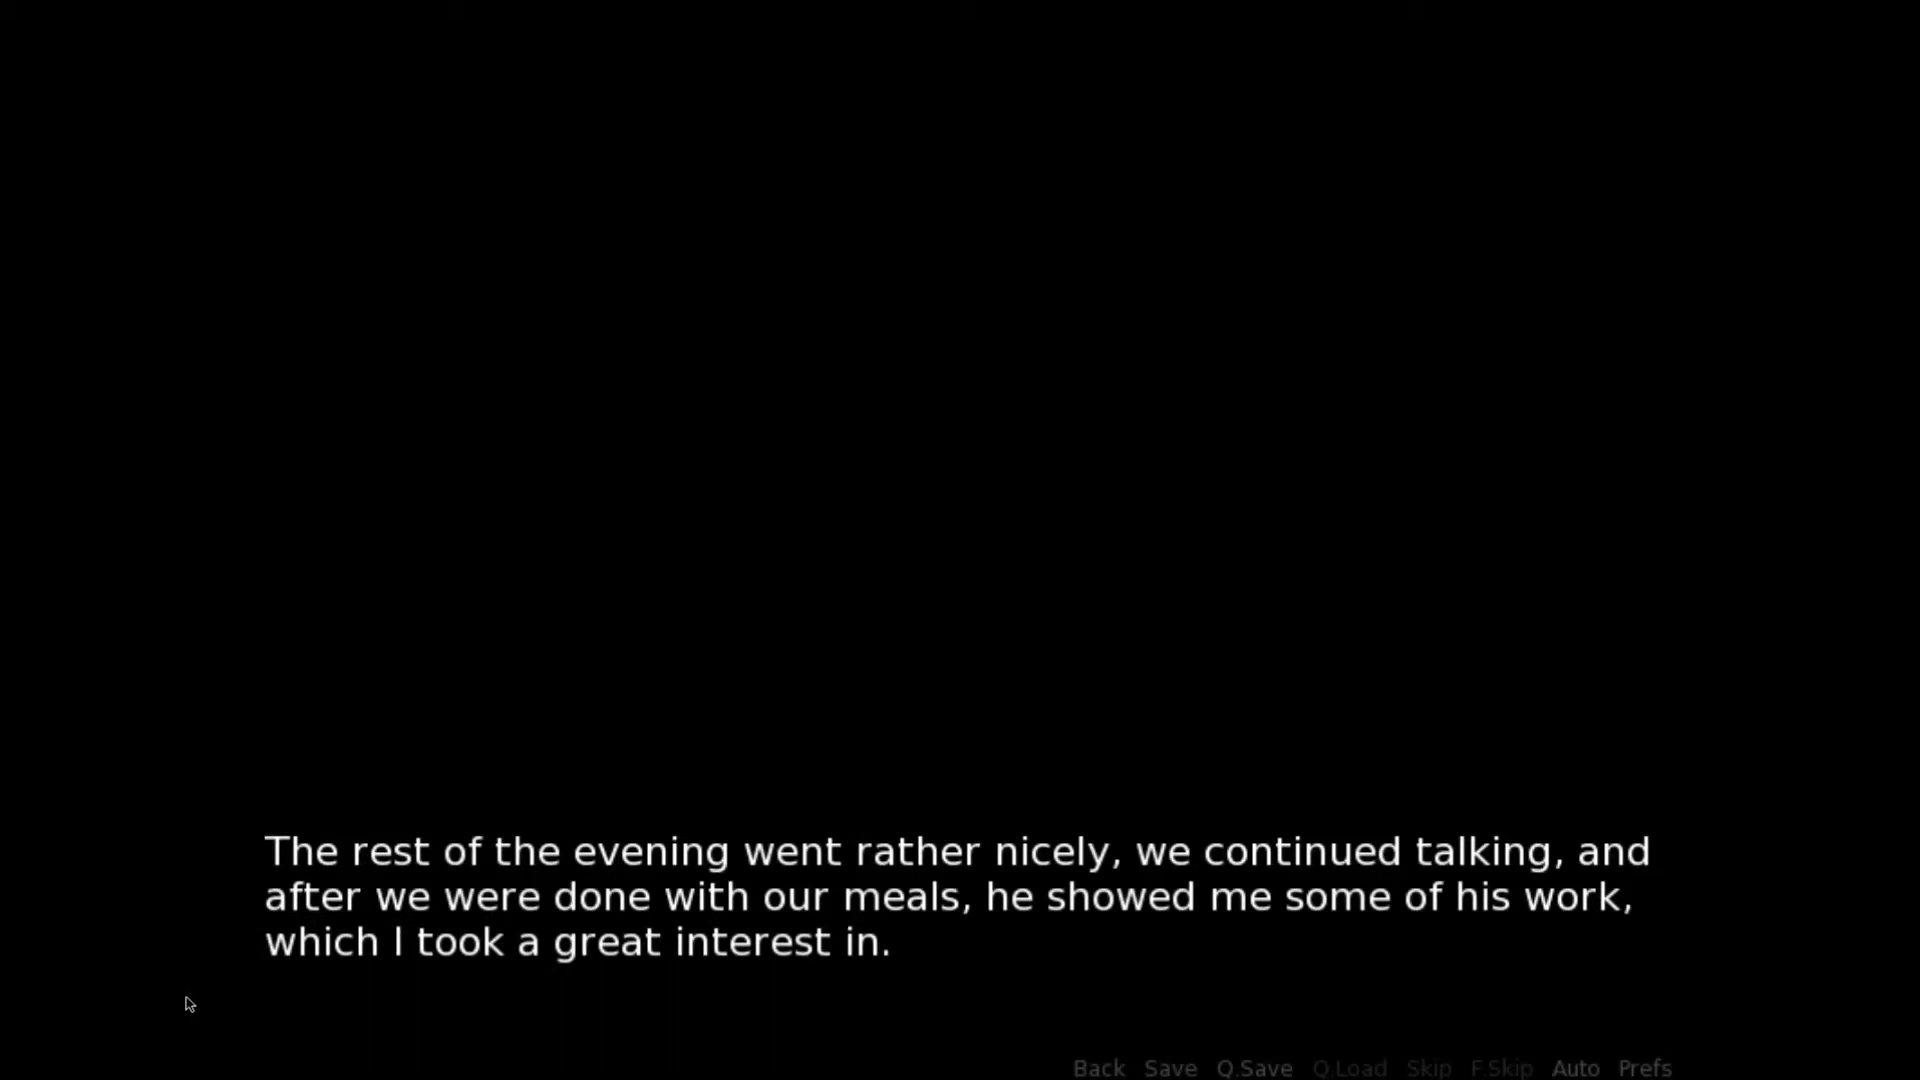 The rest of the evening went rather nicely, we continued talking, and
after we were done with our meals, he showed me some of his work,
which I took a great interest in.
Back Save Q.Save Q.Load Skip F.Skip Auto Prefs